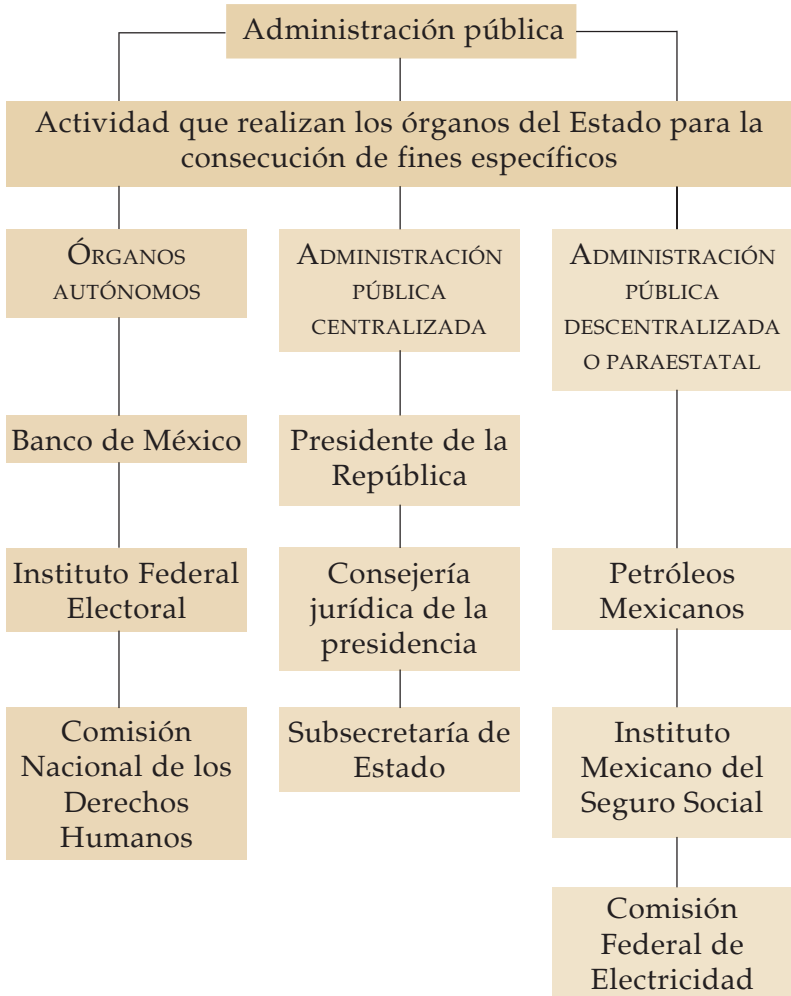 Administración pública
Actividad que realizan los órganos del Estado para la
consecución de fines específicos
ÓRGANOS
AUTÓNOMOS
Banco de México
Instituto Federal
Electoral
Comisión
Nacional de los
Derechos
Humanos
ADMINISTRACIÓN
PÚBLICA
CENTRALIZADA
Presidente de la
República
Consejería
jurídica de la
presidencia
Subsecretaría de
Estado
ADMINISTRACIÓN
PÚBLICA
DESCENTRALIZADA
O PARAESTATAL
Petróleos
Mexicanos
Instituto
Mexicano del
Seguro Social
Comisión
Federal de
Electricidad